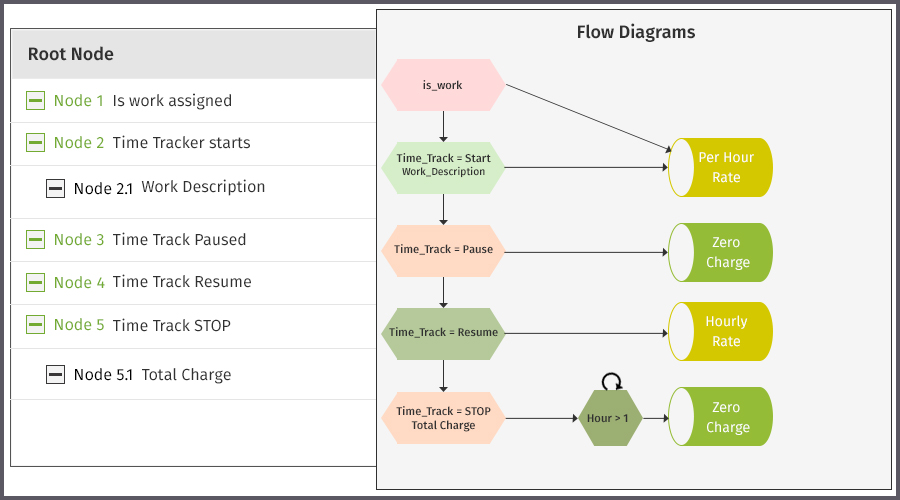 Root Node
Node 1 Is work assigned
Node 2 Time Tracker starts
Node 2.1 Work Description
Node 3 Time Track Paused
Node 4 Time Track Resume
Node 5 Time Track STOP
Node 5.1 Total Charge
Flow Diagrams
is_work
Time_Track = Start
Work_Description
Per Hour
Rate
Time_Track = Pause
Zero
Charge
Time_Track = Resume
Hourly
Rate
Time_Track = STOP
Total Charge
Hour > 1
Zero
Charge